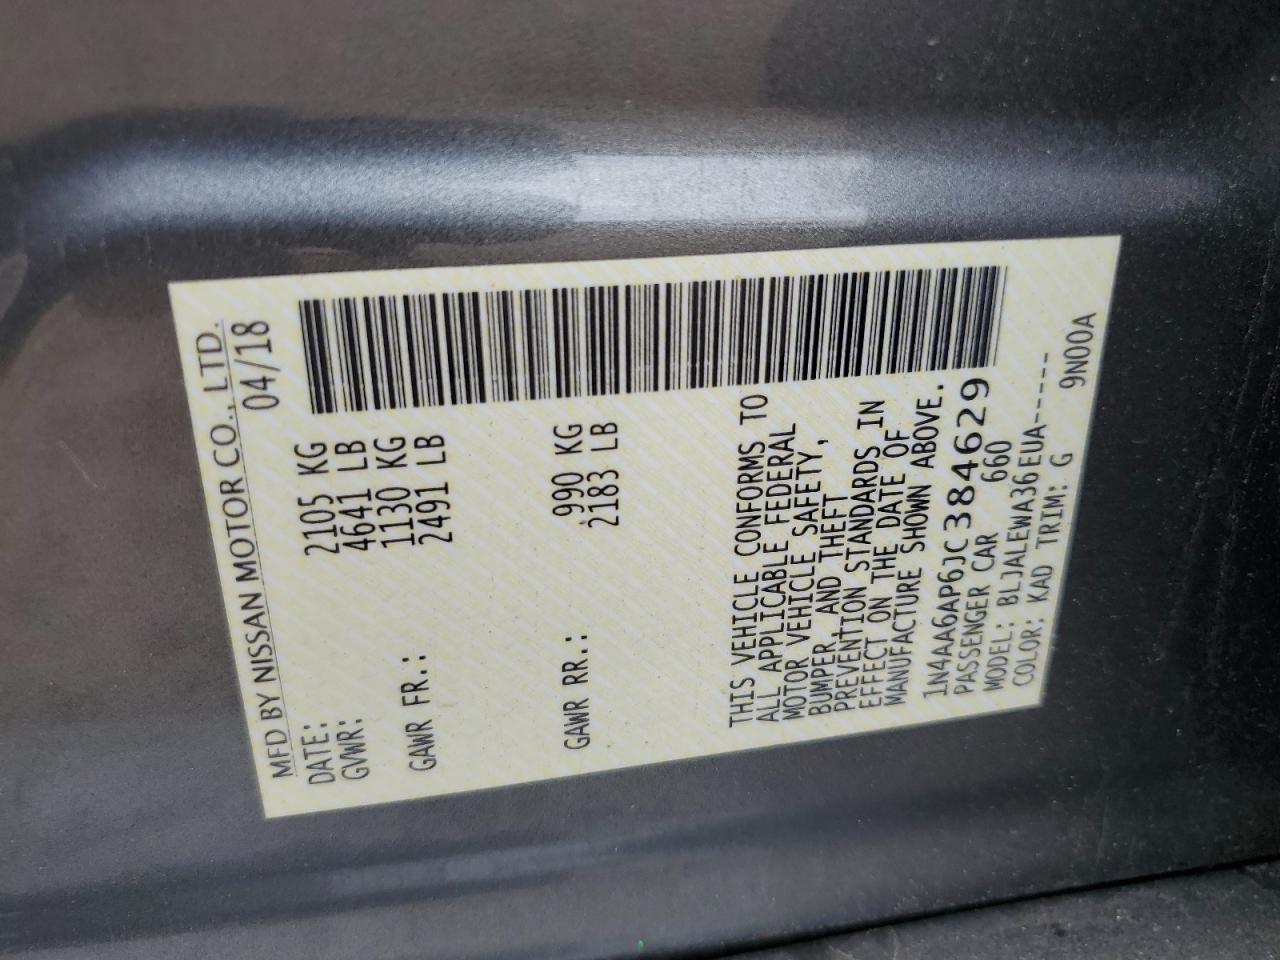 MFD BY NISSAN MOTOR CO., LTD.
DATE: 04/18
GVWR: 2105 KG
4641 LB
GAWR FR.: 1130 KG
2491 LB
GAWR RR.: 990 KG
2183 LB
THIS VEHICLE CONFORMS TO
ALL APPLICABLE FEDERAL
MOTOR VEHICLE SAFETY,
BUMPER, AND THEFT
PREVENTION STANDARDS IN
EFFECT ON THE DATE OF
MANUFACTURE SHOWN ABOVE.
1N4AA6AP6JC384629
PASSENGER CAR 660
MODEL: BLJALEWA36EUA-----
COLOR: KAD TRIM: G 9N00A